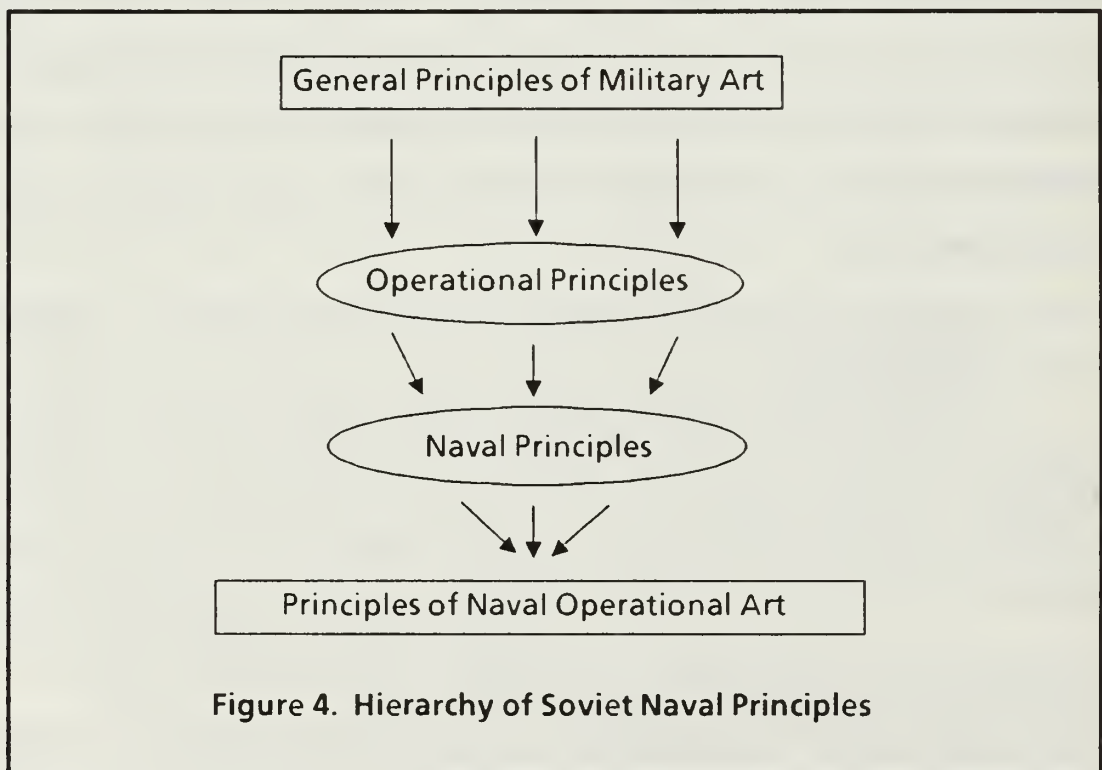 General Principles of Military Art
Operational Principles
Naval Principles
Principles of Naval Operational Art
Figure 4. Hierarchy of Soviet Naval Principles